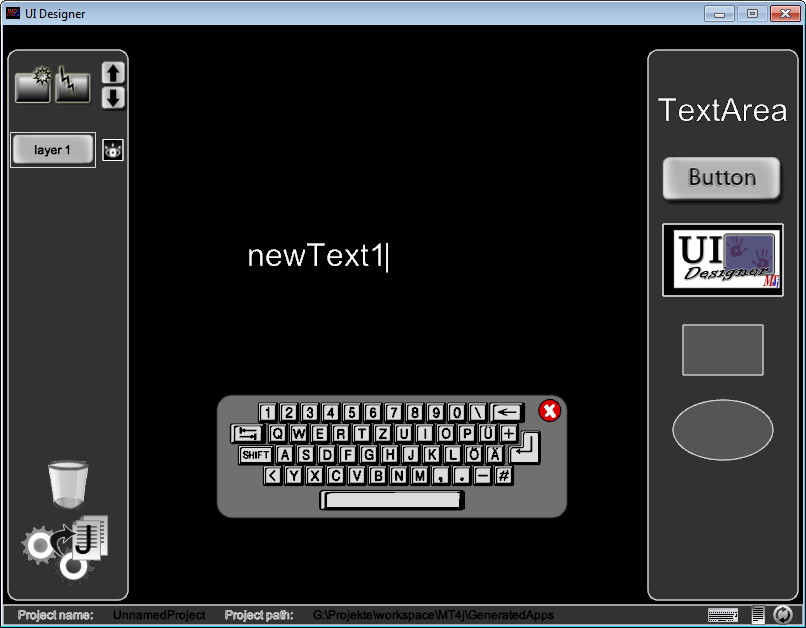 UI Designer
layer 1
newText1
TextArea
Button
UI
Designer
MT4j
1 2 3 4 5 6 7 8 9 0 \
Q W E R T Z U I O P Ü +
SHIFT A S D F G H J K L Ö Ä
< Y X C V B N M , . - #
J
Project name: UnnamedProject Project path: G:\Projekte\workspace\MT4j\GeneratedApps